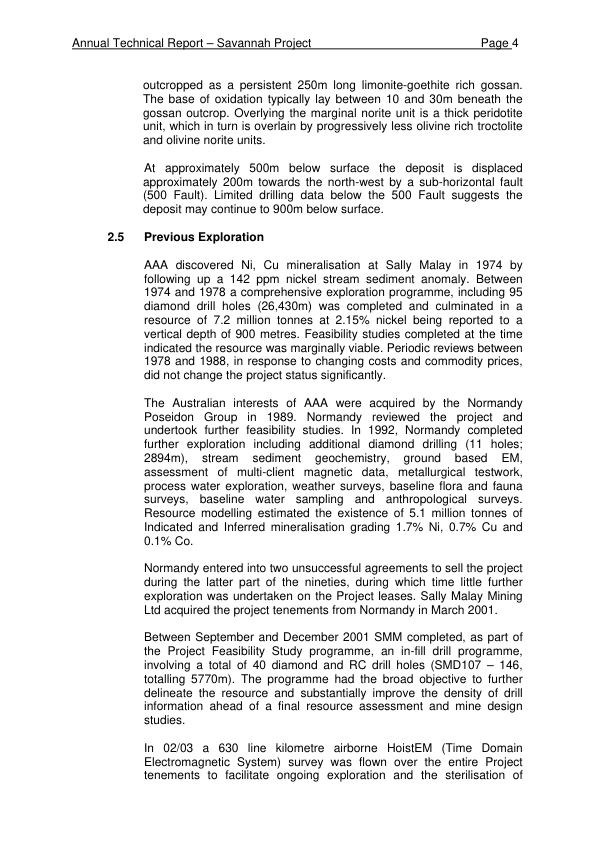 Annual Technical Report – Savannah Project Page 4
outcropped as a persistent 250m long limonite-goethite rich gossan.
The base of oxidation typically lay between 10 and 30m beneath the
gossan outcrop. Overlying the marginal norite unit is a thick peridotite
unit, which in turn is overlain by progressively less olivine rich troctolite
and olivine norite units.
At approximately 500m below surface the deposit is displaced
approximately 200m towards the north-west by a sub-horizontal fault
(500 Fault). Limited drilling data below the 500 Fault suggests the
deposit may continue to 900m below surface.
2.5 Previous Exploration
AAA discovered Ni, Cu mineralisation at Sally Malay in 1974 by
following up a 142 ppm nickel stream sediment anomaly. Between
1974 and 1978 a comprehensive exploration programme, including 95
diamond drill holes (26,430m) was completed and culminated in a
resource of 7.2 million tonnes at 2.15% nickel being reported to a
vertical depth of 900 metres. Feasibility studies completed at the time
indicated the resource was marginally viable. Periodic reviews between
1978 and 1988, in response to changing costs and commodity prices,
did not change the project status significantly.
The Australian interests of AAA were acquired by the Normandy
Poseidon Group in 1989. Normandy reviewed the project and
undertook further feasibility studies. In 1992, Normandy completed
further exploration including additional diamond drilling (11 holes;
2894m), stream sediment geochemistry, ground based EM,
assessment of multi-client magnetic data, metallurgical testwork,
process water exploration, weather surveys, baseline flora and fauna
surveys, baseline water sampling and anthropological surveys.
Resource modelling estimated the existence of 5.1 million tonnes of
Indicated and Inferred mineralisation grading 1.7% Ni, 0.7% Cu and
0.1% Co.
Normandy entered into two unsuccessful agreements to sell the project
during the latter part of the nineties, during which time little further
exploration was undertaken on the Project leases. Sally Malay Mining
Ltd acquired the project tenements from Normandy in March 2001.
Between September and December 2001 SMM completed, as part of
the Project Feasibility Study programme, an in-fill drill programme,
involving a total of 40 diamond and RC drill holes (SMD107 – 146,
totalling 5770m). The programme had the broad objective to further
delineate the resource and substantially improve the density of drill
information ahead of a final resource assessment and mine design
studies.
In 02/03 a 630 line kilometre airborne HoistEM (Time Domain
Electromagnetic System) survey was flown over the entire Project
tenements to facilitate ongoing exploration and the sterilisation of